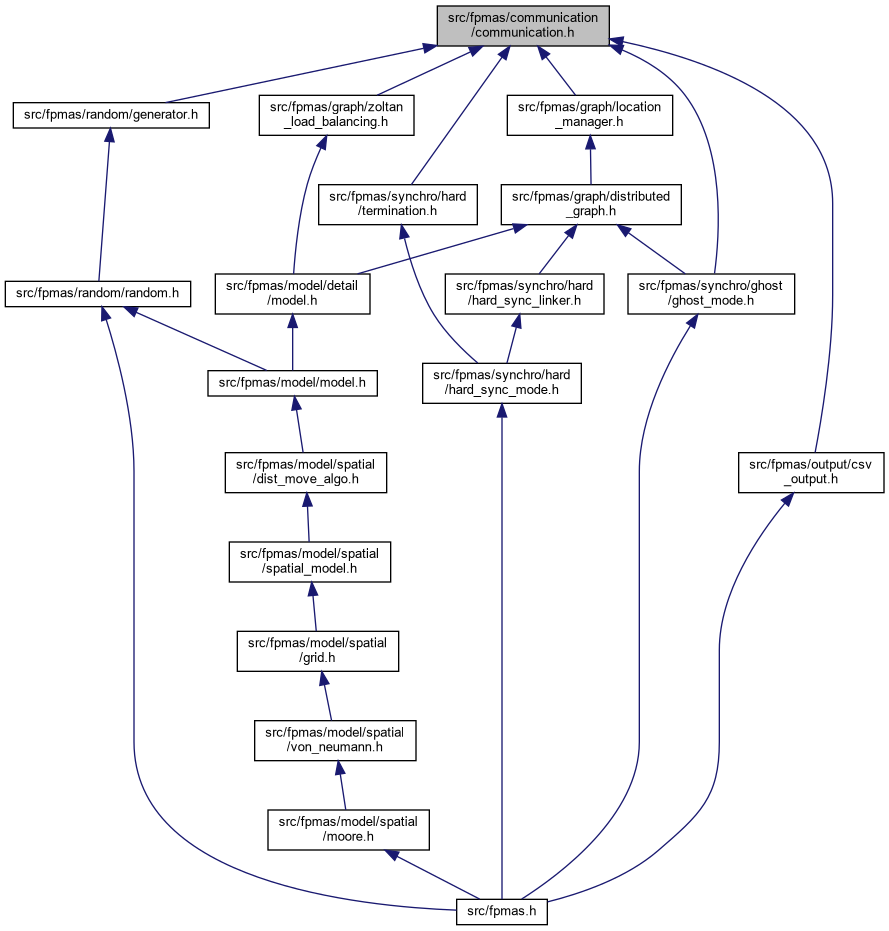 src/fpmas/communication
/communication.h
src/fpmas/random/generator.h
src/fpmas/graph/zoltan
_load_balancing.h
src/fpmas/graph/location
_manager.h
src/fpmas/synchro/hard
/termination.h
src/fpmas/graph/distributed
_graph.h
src/fpmas/random/random.h
src/fpmas/model/detail
/model.h
src/fpmas/synchro/hard
/hard_sync_linker.h
src/fpmas/synchro/ghost
/ghost_mode.h
src/fpmas/model/model.h
src/fpmas/synchro/hard
/hard_sync_mode.h
src/fpmas/model/spatial
/dist_move_algo.h
src/fpmas/output/csv
_output.h
src/fpmas/model/spatial
/spatial_model.h
src/fpmas/model/spatial
/grid.h
src/fpmas/model/spatial
/von_neumann.h
src/fpmas/model/spatial
/moore.h
src/fpmas.h